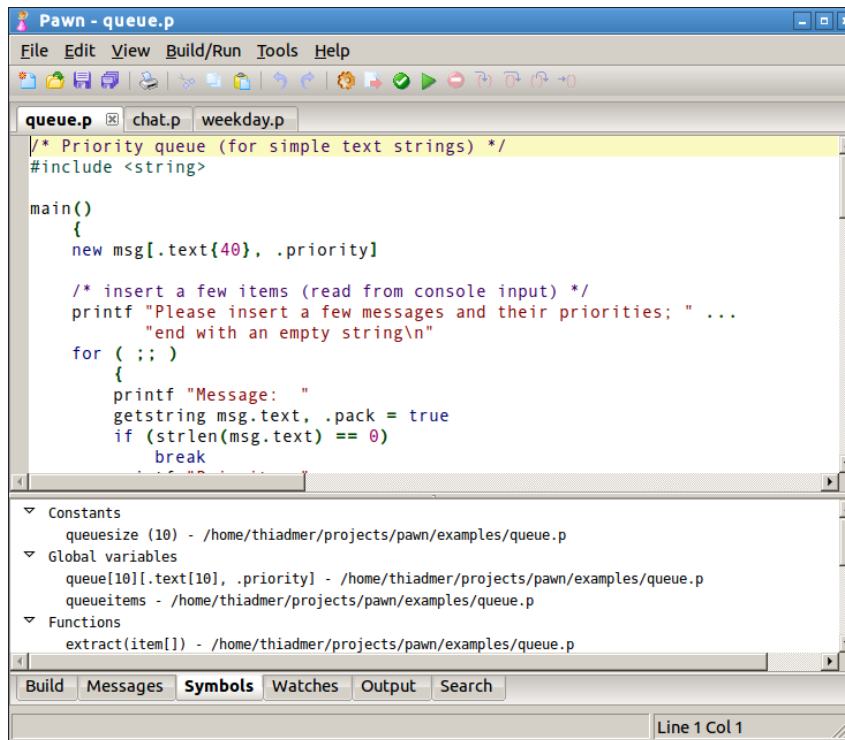 Pawn - queue.p
File Edit View Build/Run Tools Help
queue.p chat.p weekday.p
/* Priority queue (for simple text strings) */
#include <string>
main()
{
new msg[.text{40}, .priority]
/* insert a few items (read from console input) */
printf "Please insert a few messages and their priorities; " ...
"end with an empty string\n"
for ( ;; )
{
printf "Message:  "
getstring msg.text, .pack = true
if (strlen(msg.text) == 0)
break
Constants
queuesize (10) - /home/thiadmer/projects/pawn/examples/queue.p
Global variables
queue[10][.text[10], .priority] - /home/thiadmer/projects/pawn/examples/queue.p
queueitems - /home/thiadmer/projects/pawn/examples/queue.p
Functions
extract(item[]) - /home/thiadmer/projects/pawn/examples/queue.p
Build Messages Symbols Watches Output Search
Line 1 Col 1